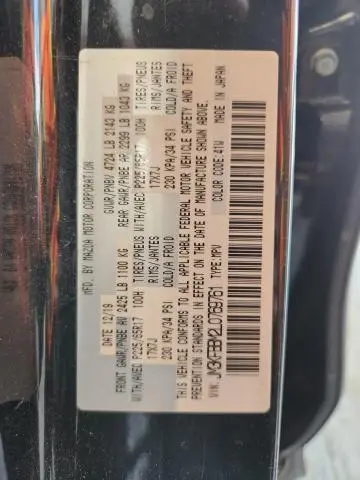 MFD. BY MAZDA MOTOR CORPORATION
DATE: 12/19 GVWR/PNBV 4724 LB 2143 KG
FRONT GAWR/PNBE AV 2425 LB 1100 KG REAR GAWR/PNBE AR 2299 LB 1043 KG
WITH/AVEC P225/65R17 100H TIRES/PNEUS WITH/AVEC P225/65R17 100H TIRES/PNEUS
17X7J RIMS/JANTES 17X7J RIMS/JANTES
230 KPA/34 PSI COLD/A FROID 230 KPA/34 PSI COLD/A FROID
THIS VEHICLE CONFORMS TO ALL APPLICABLE FEDERAL MOTOR VEHICLE SAFETY AND THEFT
PREVENTION STANDARDS IN EFFECT ON THE DATE OF MANUFACTURE SHOWN ABOVE.
COLOR CODE:41W MADE IN JAPAN
VIN: TYPE:MPV